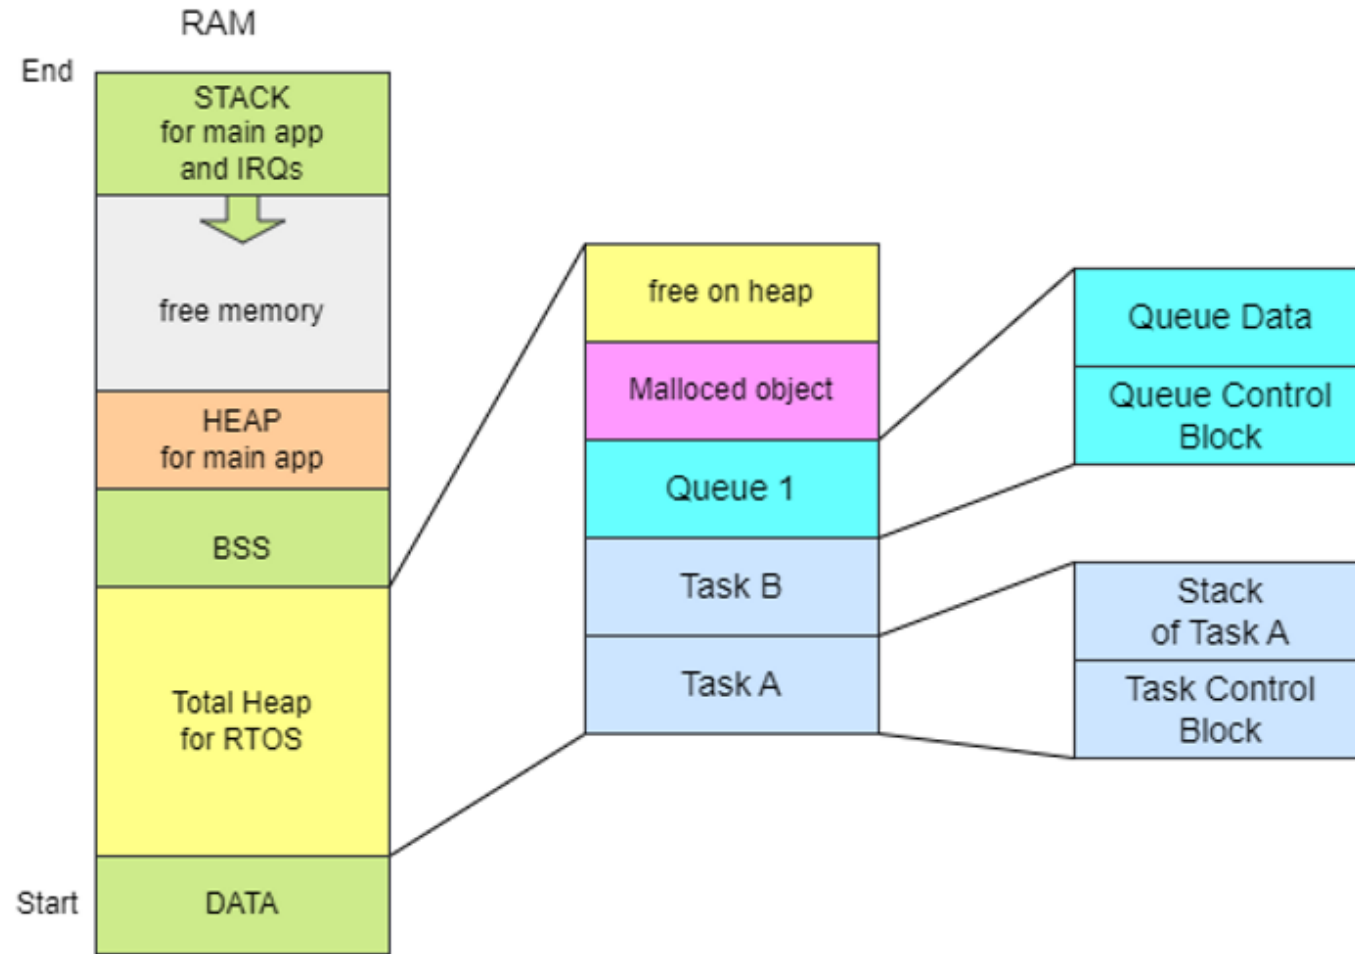 RAM
End
STACK
for main app
and IRQs
free memory
HEAP
for main app
BSS
Total Heap
for RTOS
Start
DATA
free on heap
Malloced object
Queue 1
Task B
Task A
Queue Data
Queue Control
Block
Stack
of Task A
Task Control
Block